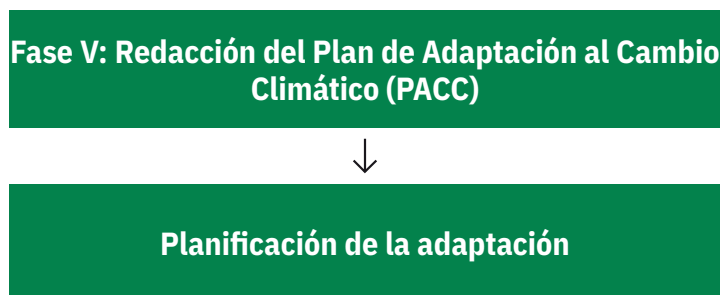 Fase V: Redacción del Plan de Adaptación al Cambio
Climático (PACC)
Planificación de la adaptación